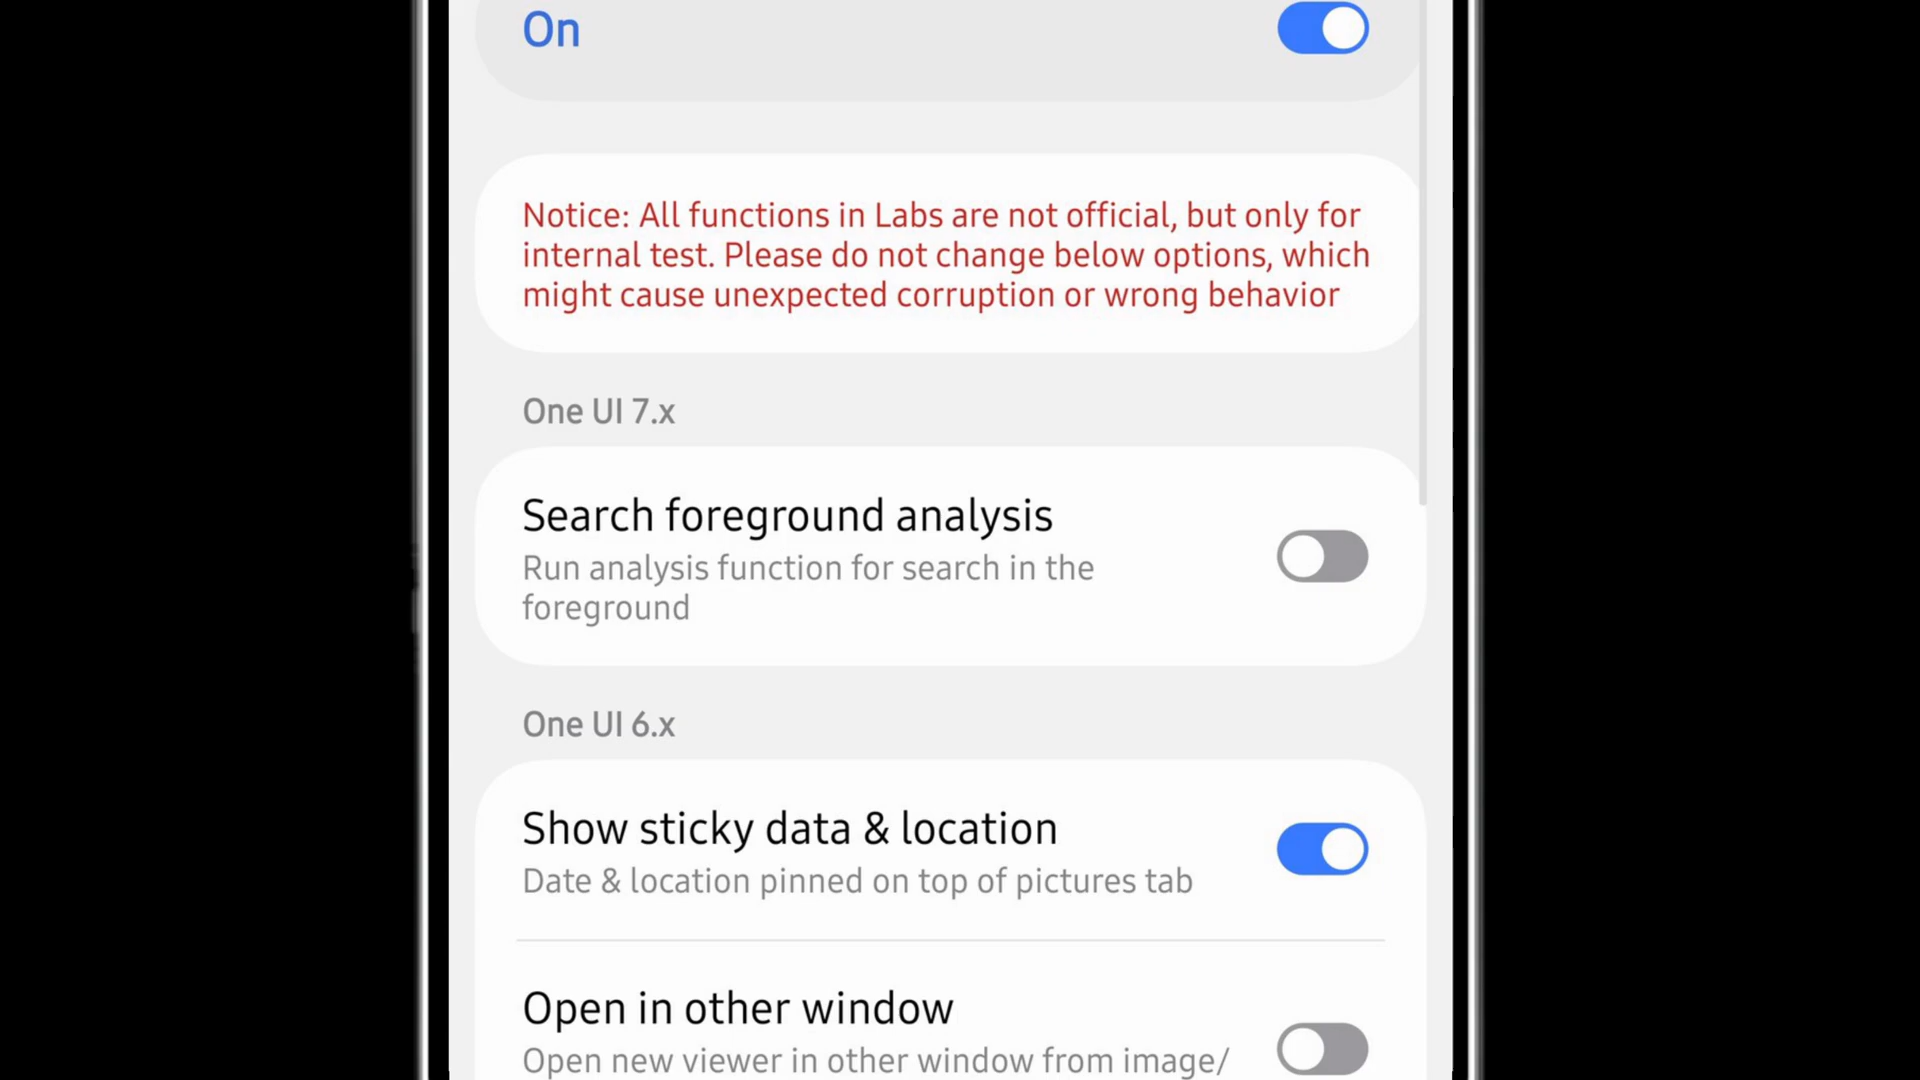 On
Notice: All functions in Labs are not official, but only for
internal test. Please do not change below options, which
might cause unexpected corruption or wrong behavior
One UI 7.x
Search foreground analysis
Run analysis function for search in the
foreground
One UI 6.x
Show sticky data & location
Date & location pinned on top of pictures tab
Open in other window
Open new viewer in other window from image/